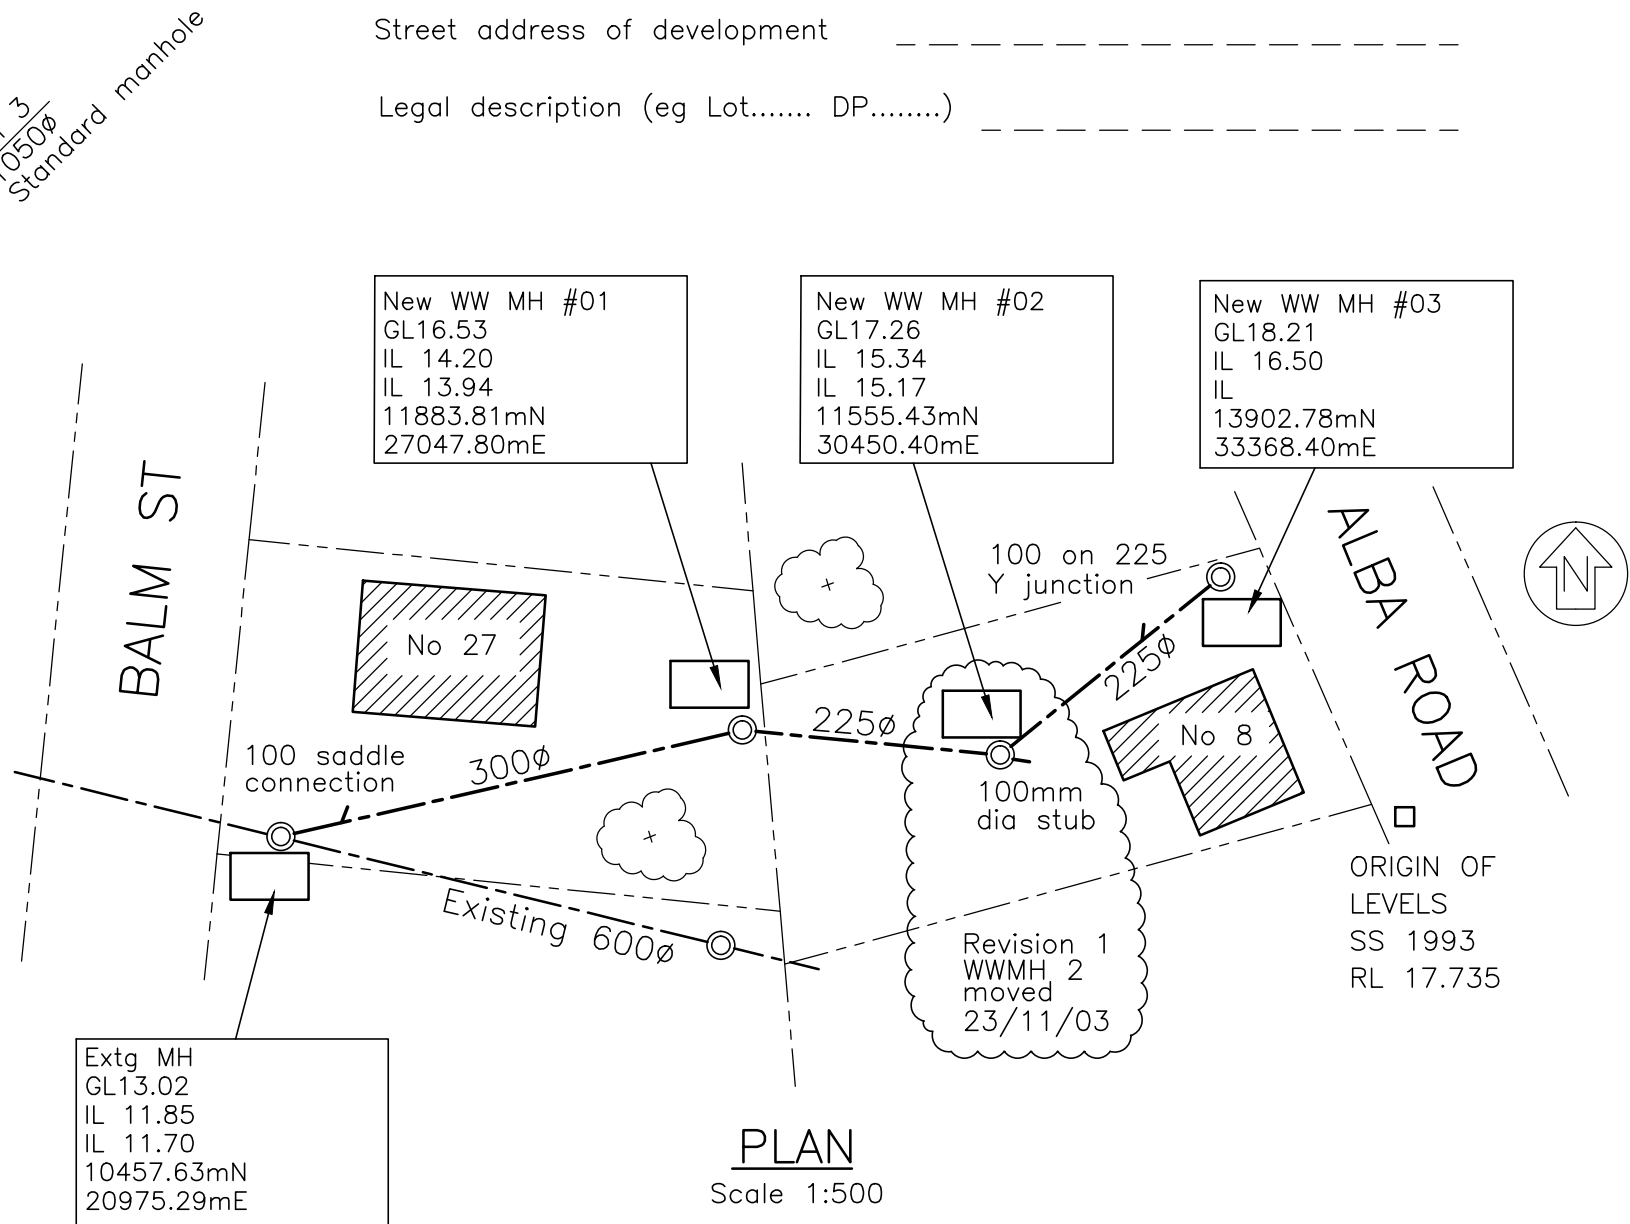 Street address of development
Legal description (eg Lot....... DP........)
3
1050ø
Standard manhole
New WW MH #01
GL16.53
IL 14.20
IL 13.94
11883.81mN
27047.80mE
New WW MH #02
GL17.26
IL 15.34
IL 15.17
11555.43mN
30450.40mE
New WW MH #03
GL18.21
IL 16.50
IL
13902.78mN
33368.40mE
BALM ST
ALBA ROAD
N
100 on 225
Y junction
No 27
225ø
225ø
No 8
100 saddle
connection
300ø
100mm
dia stub
Existing 600ø
ORIGIN OF
LEVELS
SS 1993
RL 17.735
Revision 1
WWMH 2
moved
23/11/03
Extg MH
GL13.02
IL 11.85
IL 11.70
10457.63mN
20975.29mE
PLAN
Scale 1:500